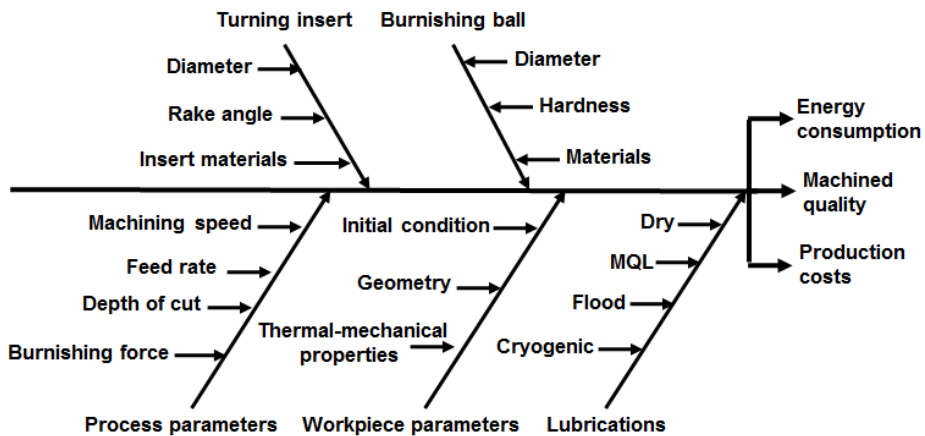 Turning insert
Burnishing ball
Diameter
Rake angle
Insert materials
Diameter
Hardness
Materials
Energy
consumption
Machined
quality
Production
costs
Machining speed
Feed rate
Depth of cut
Burnishing force
Initial condition
Geometry
Thermal-mechanical
properties
Dry
MQL
Flood
Cryogenic
Process parameters
Workpiece parameters
Lubrications